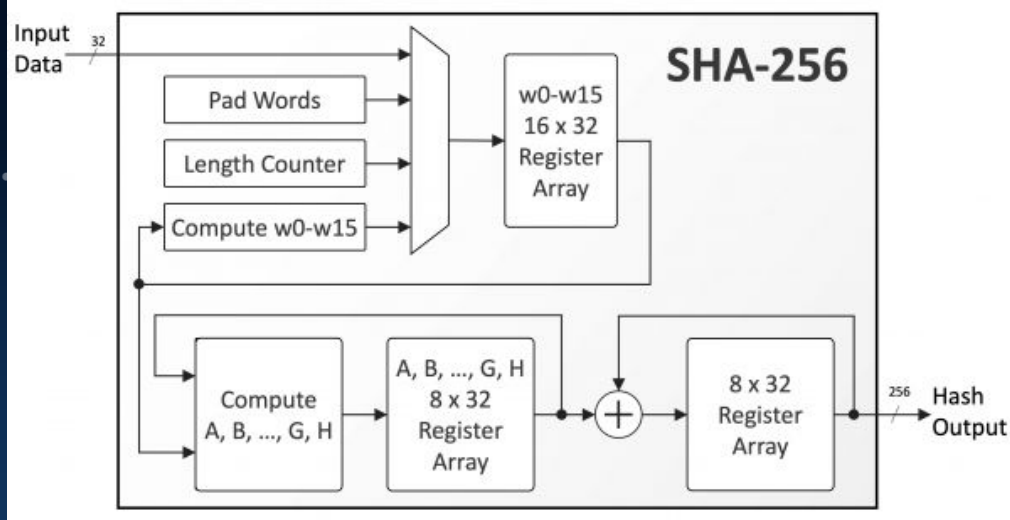 Input
Data
32
SHA-256
Pad Words
Length Counter
Compute w0-w15
w0-w15
16 x 32
Register
Array
Compute
A, B, ..., G, H
A, B, ..., G, H
8 x 32
Register
Array
+
8 x 32
Register
Array
256
Hash
Output